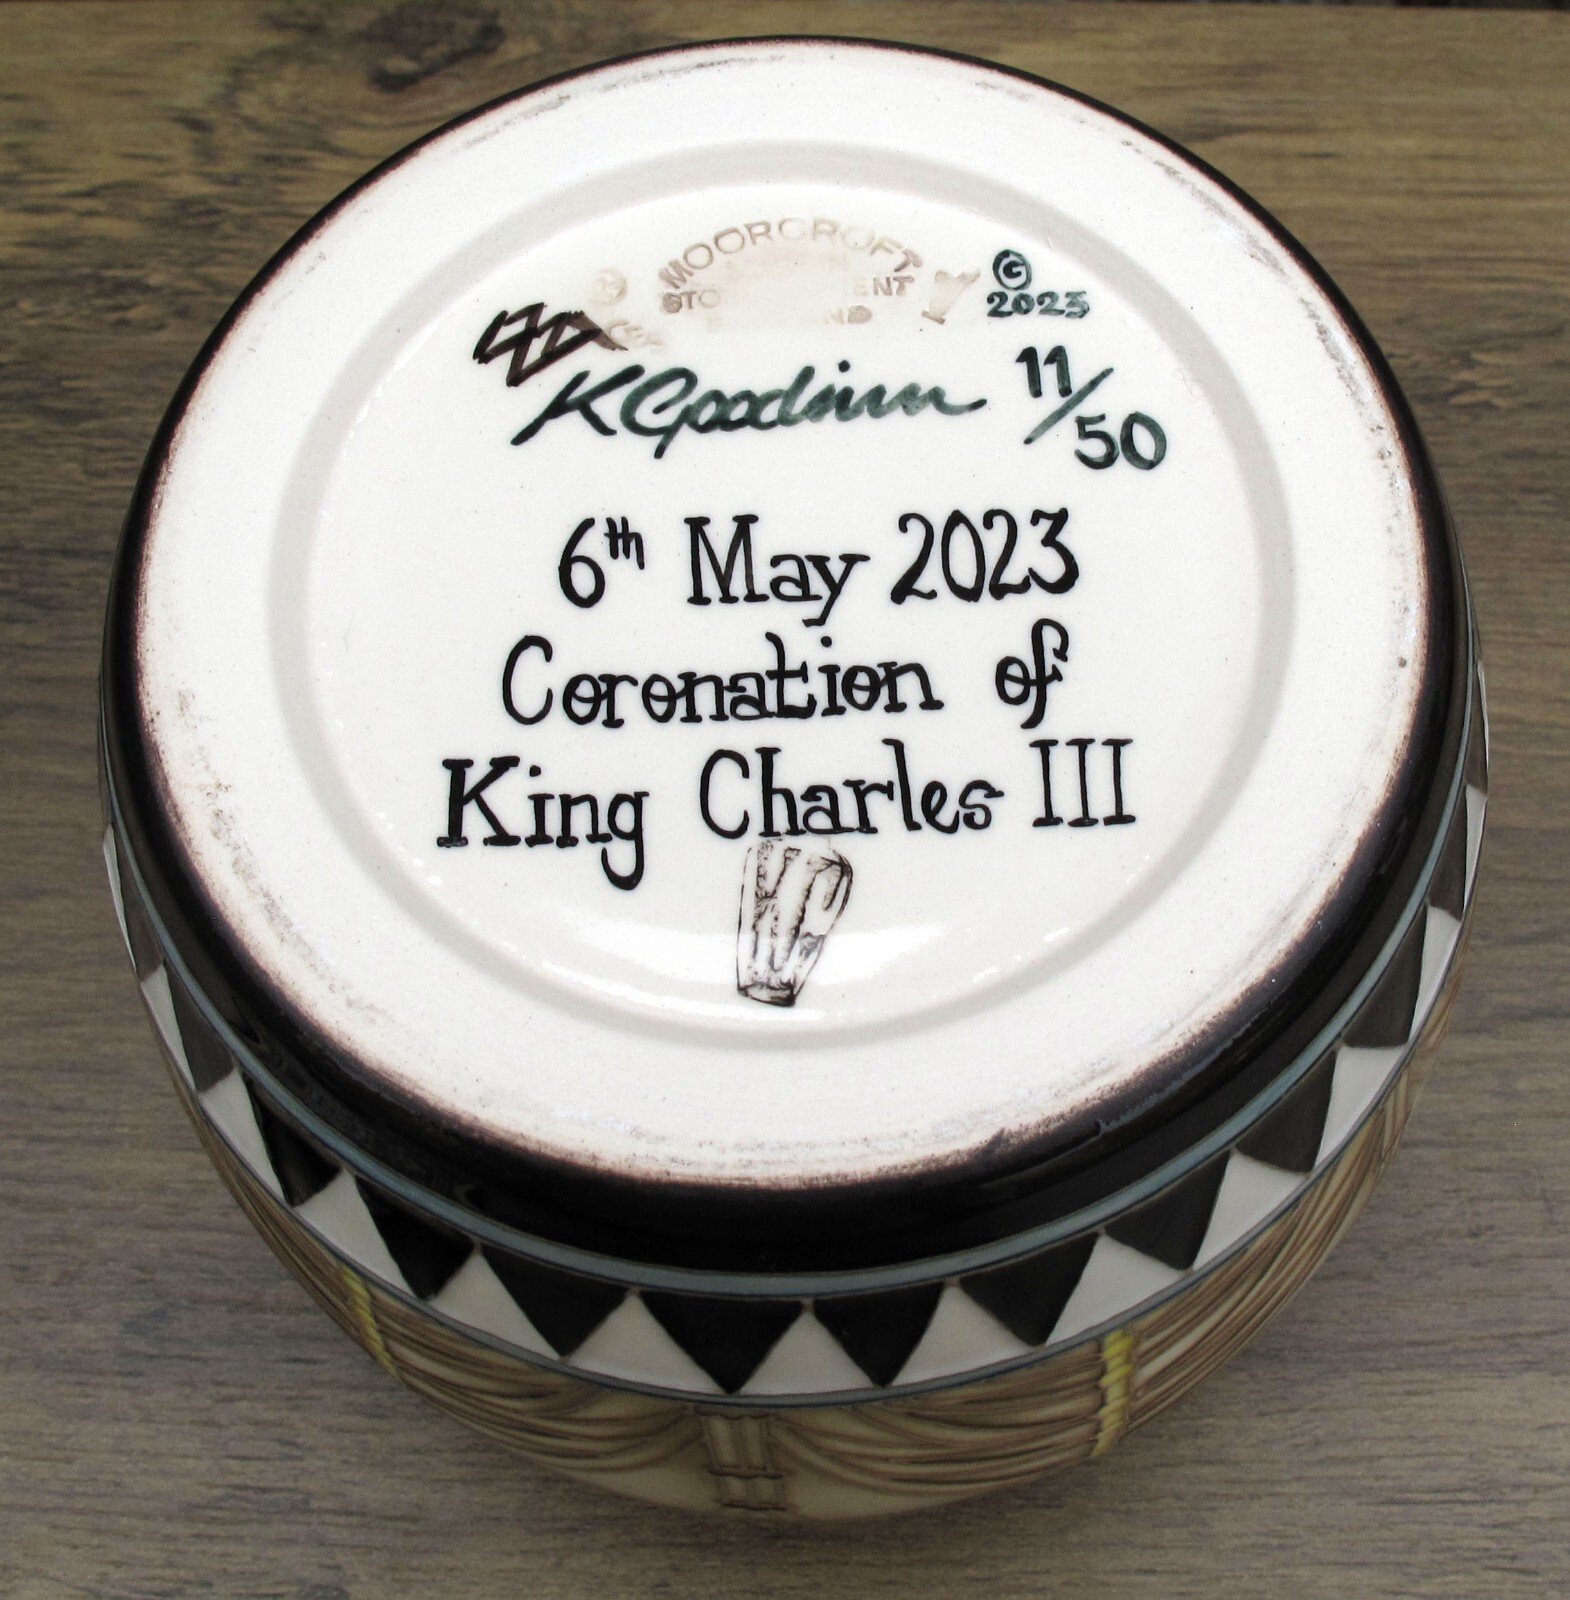 MOORCROFT
© 2023
K Goodwin 11/50
6th May 2023
Coronation of
King Charles III